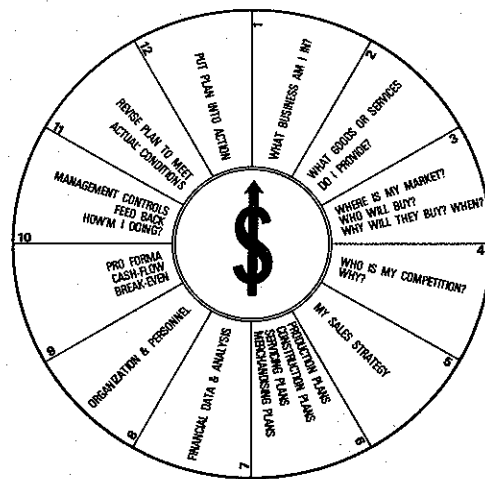 1
WHAT BUSINESS AM I IN?
2
WHAT GOODS OR SERVICES
DO I PROVIDE?
3
WHERE IS MY MARKET?
WHO WILL BUY?
WHY WILL THEY BUY? WHEN?
4
WHO IS MY COMPETITION?
WHY?
5
MY SALES STRATEGY
6
PRODUCTION PLANS
CONSTRUCTION PLANS
SERVICING PLANS
MERCHANDISING PLANS
7
FINANCIAL DATA & ANALYSIS
8
ORGANIZATION & PERSONNEL
9
PRO FORMA
CASH-FLOW
BREAK-EVEN
10
MANAGEMENT CONTROLS
FEED BACK
HOW'M I DOING?
11
REVISE PLAN TO MEET
ACTUAL CONDITIONS
12
PUT PLAN INTO ACTION
$